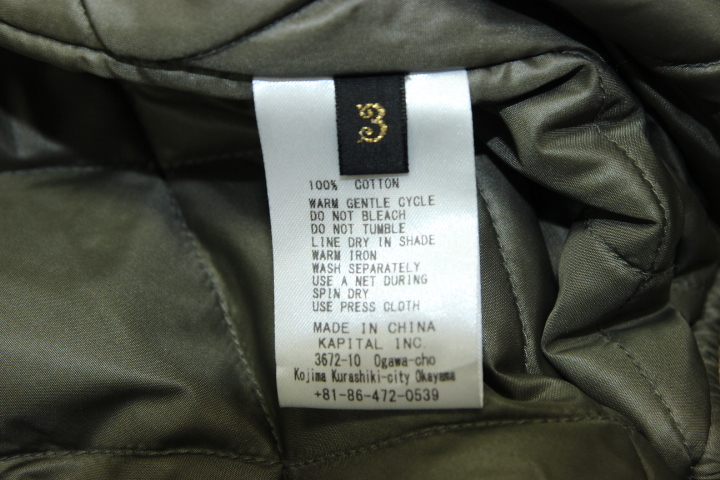 3
100% COTTON
WARM GENTLE CYCLE
DO NOT BLEACH
DO NOT TUMBLE
LINE DRY IN SHADE
WARM IRON
WASH SEPARATELY
USE A NET DURING
SPIN DRY
USE PRESS CLOTH
MADE IN CHINA
KAPITAL INC.
3672-10 Ogawa-cho
Kojima Kurashiki-city Okayama
+81-86-472-0539